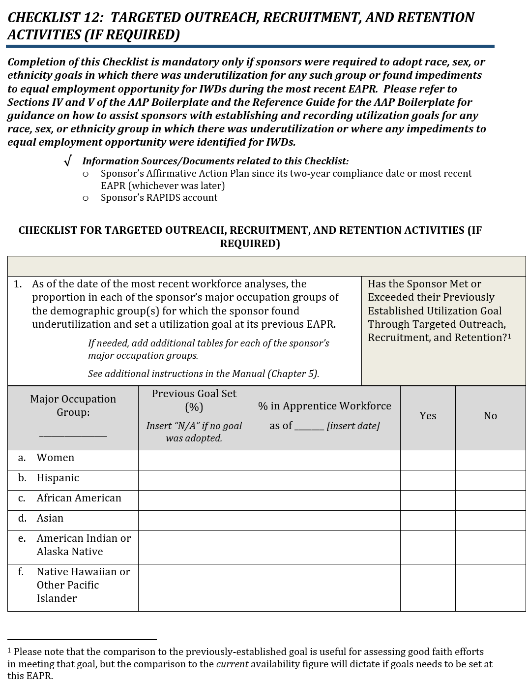 CHECKLIST 12:  TARGETED OUTREACH, RECRUITMENT, AND RETENTION
ACTIVITIES (IF REQUIRED)
Completion of this Checklist is mandatory only if sponsors were required to adopt race, sex, or
ethnicity goals in which there was underutilization for any such group or found impediments
to equal employment opportunity for IWDs during the most recent EAPR.  Please refer to
Sections IV and V of the AAP Boilerplate and the Reference Guide for the AAP Boilerplate for
guidance on how to assist sponsors with establishing and recording utilization goals for any
race, sex, or ethnicity group in which there was underutilization or where any impediments to
equal employment opportunity were identified for IWDs.
√ Information Sources/Documents related to this Checklist:
o Sponsor's Affirmative Action Plan since its two-year compliance date or most recent
EAPR (whichever was later)
o Sponsor's RAPIDS account
CHECKLIST FOR TARGETED OUTREACH, RECRUITMENT, AND RETENTION ACTIVITIES (IF
REQUIRED)
1. As of the date of the most recent workforce analyses, the
proportion in each of the sponsor's major occupation groups of
the demographic group(s) for which the sponsor found
underutilization and set a utilization goal at its previous EAPR.
If needed, add additional tables for each of the sponsor's
major occupation groups.
See additional instructions in the Manual (Chapter 5).
Has the Sponsor Met or
Exceeded their Previously
Established Utilization Goal
Through Targeted Outreach,
Recruitment, and Retention?1
Major Occupation
Group:
______________
Previous Goal Set
(%)
Insert "N/A" if no goal
was adopted.
% in Apprentice Workforce
as of ______ [insert date]
Yes
No
a. Women
b. Hispanic
c. African American
d. Asian
e. American Indian or
Alaska Native
f. Native Hawaiian or
Other Pacific
Islander
1 Please note that the comparison to the previously-established goal is useful for assessing good faith efforts
in meeting that goal, but the comparison to the current availability figure will dictate if goals needs to be set at
this EAPR.